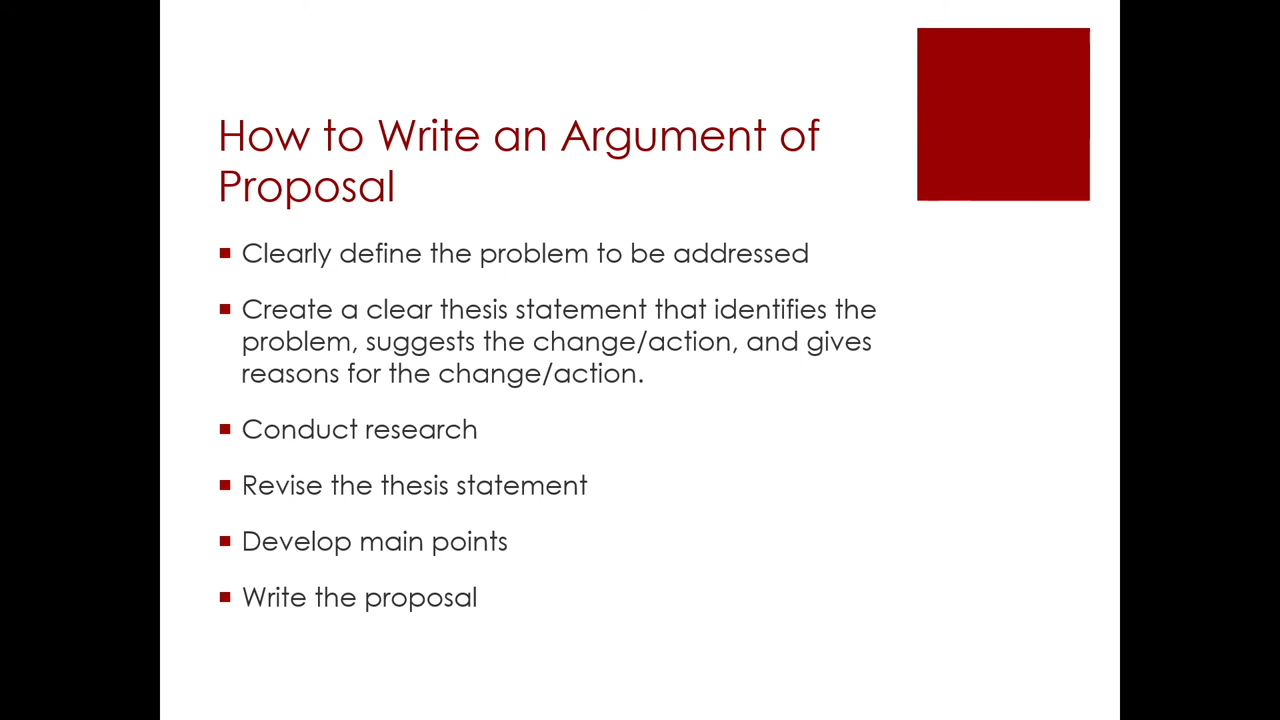 How to Write an Argument of
Proposal
▪ Clearly define the problem to be addressed
▪ Create a clear thesis statement that identifies the
problem, suggests the change/action, and gives
reasons for the change/action.
▪ Conduct research
▪ Revise the thesis statement
▪ Develop main points
▪ Write the proposal